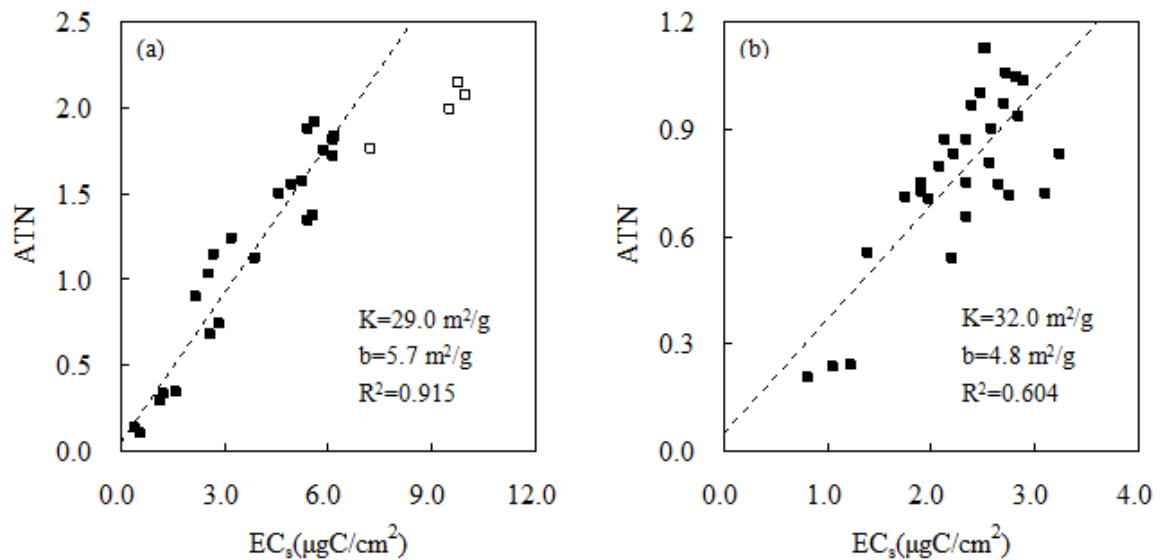 (a)
2.5
2.0
1.5
1.0
0.5
0.0
ATN
K=29.0 m²/g
b=5.7 m²/g
R²=0.915
0.0 3.0 6.0 9.0 12.0
ECₛ(μgC/cm²)
(b)
1.2
0.9
0.6
0.3
0.0
ATN
K=32.0 m²/g
b=4.8 m²/g
R²=0.604
0.0 1.0 2.0 3.0 4.0
ECₛ(μgC/cm²)